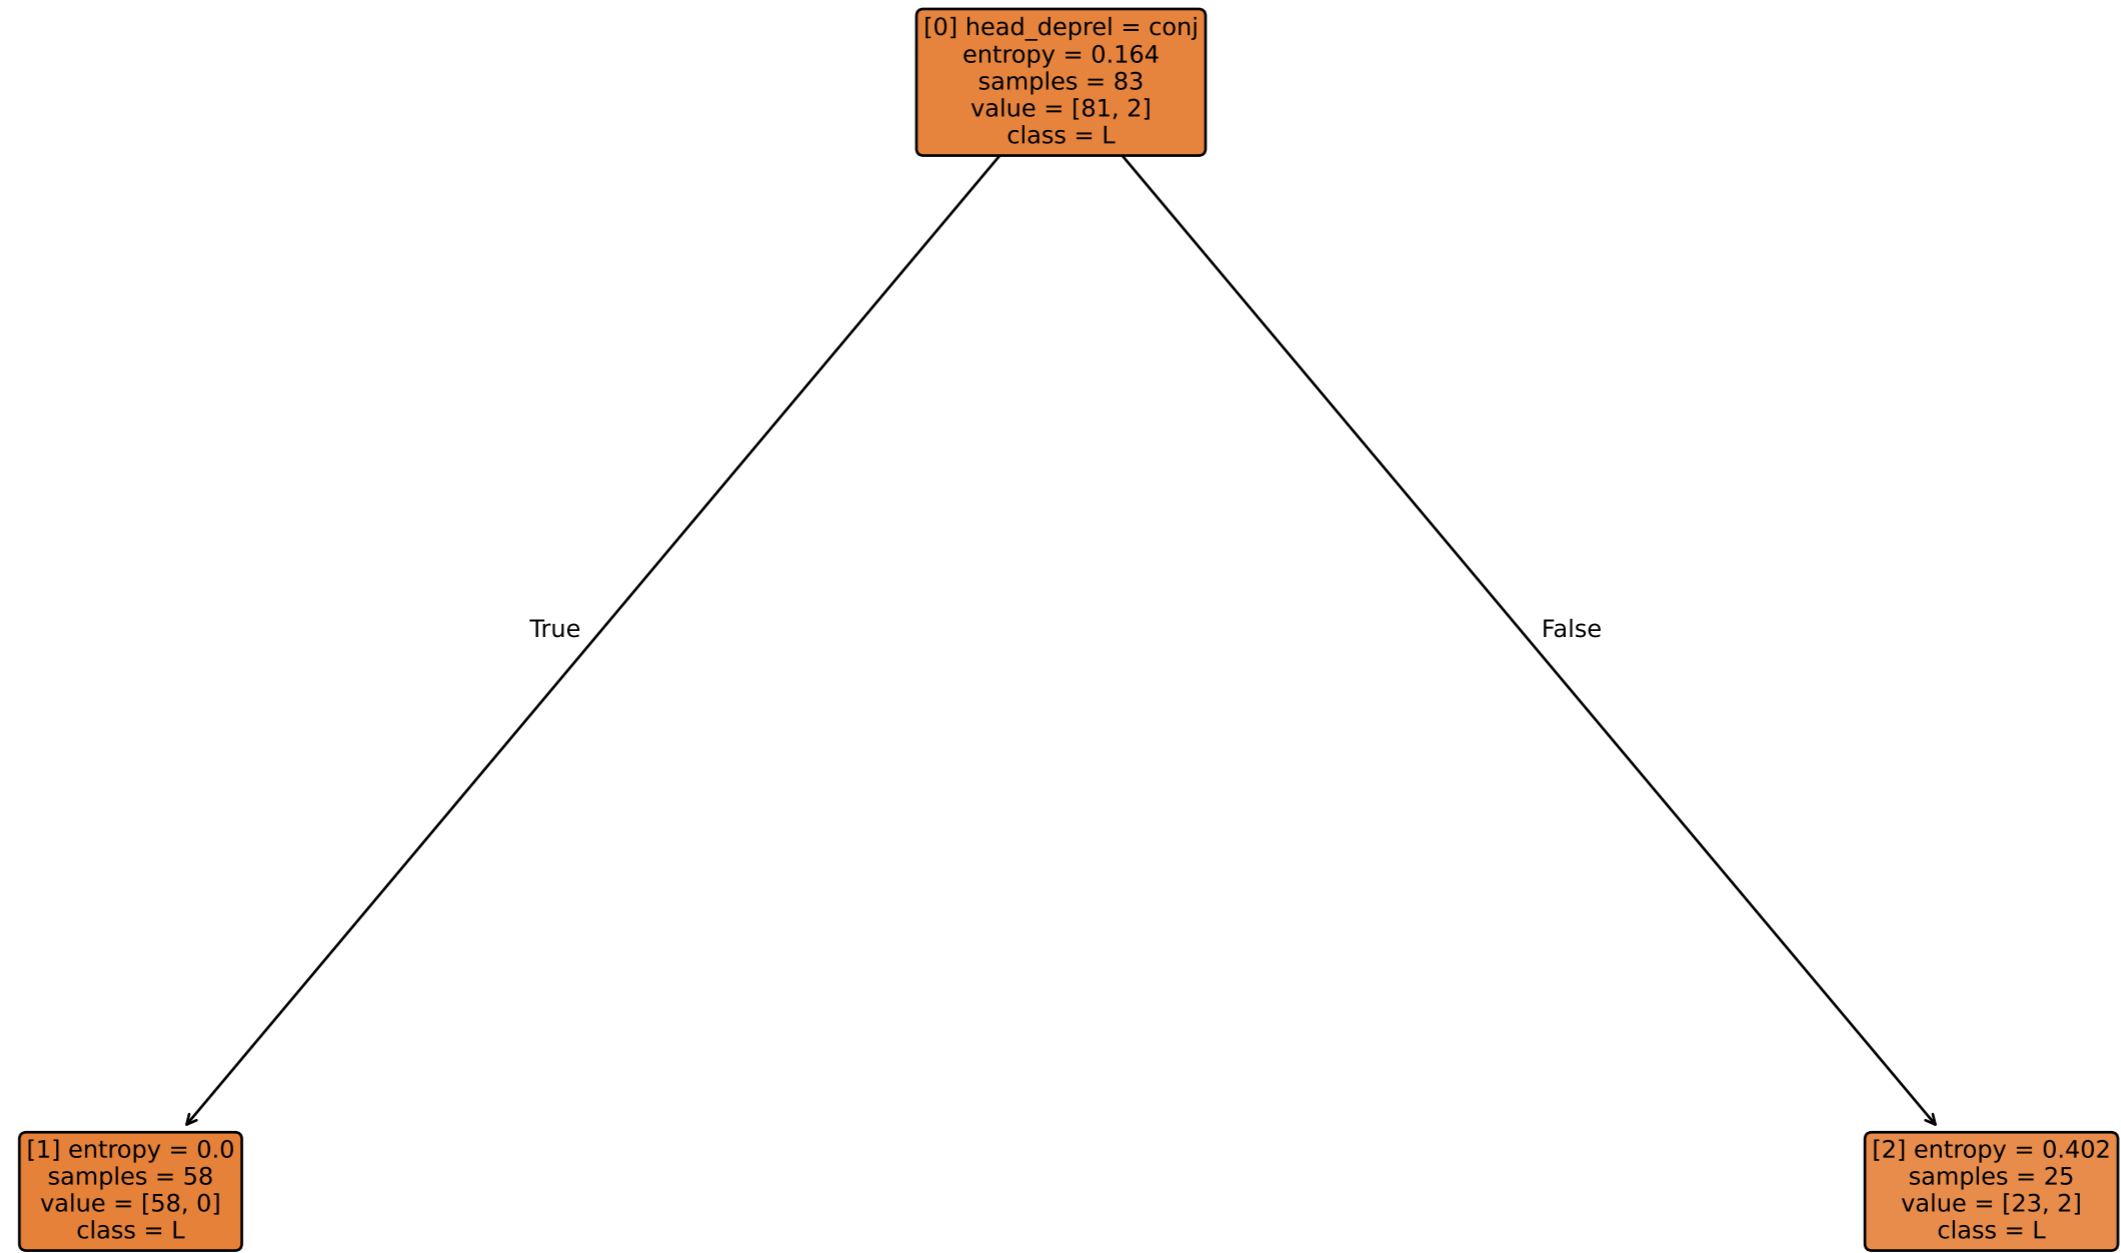 [0] head_deprel = conj
entropy = 0.164
samples = 83
value = [81, 2]
class = L
True
False
[1] entropy = 0.0
samples = 58
value = [58, 0]
class = L
[2] entropy = 0.402
samples = 25
value = [23, 2]
class = L